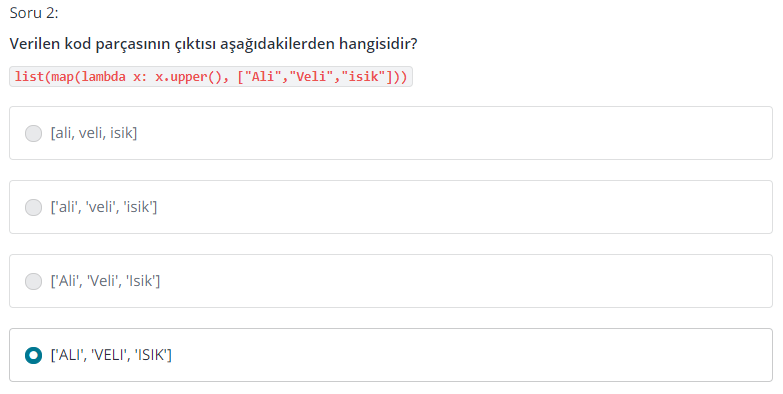 Soru 2:
Verilen kod parçasının çıktısı aşağıdakilerden hangisidir?
list(map(lambda x: x.upper(), ["Ali","Veli","isik"]))
[ali, veli, isik]
['ali', 'veli', 'isik']
['Ali', 'Veli', 'Isik']
['ALI', 'VELI', 'ISIK']